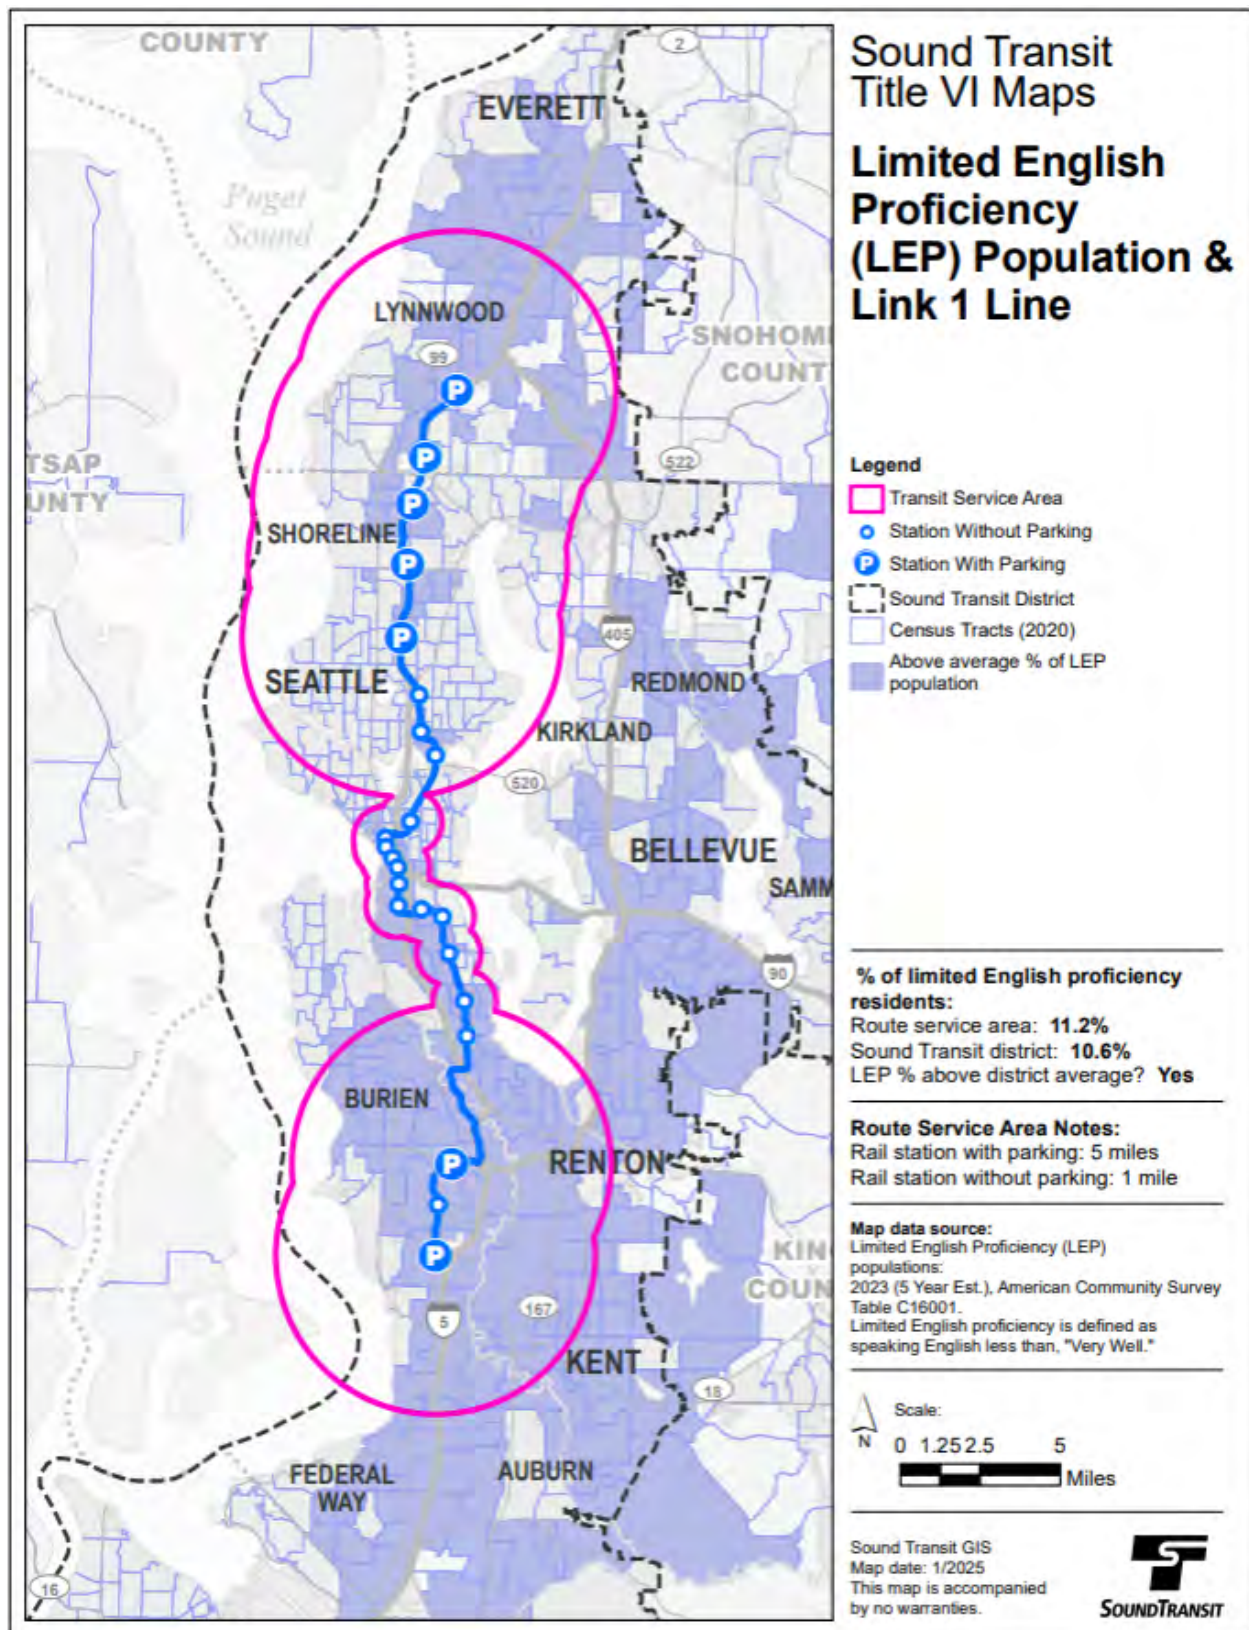 COUNTY
2
EVERETT
Puget
Sound
LYNNWOOD
99
SNOHOMI
COUNT
TSAP
UNTY
522
SHORELINE
405
SEATTLE
REDMOND
KIRKLAND
520
BELLEVUE
SAMM
90
BURIEN
RENTON
KIN
COUN
167
5
KENT
18
FEDERAL
WAY
AUBURN
16
P
P
P
P
P
P
P
Sound Transit
Title VI Maps
Limited English
Proficiency
(LEP) Population &
Link 1 Line
Legend
Transit Service Area
Station Without Parking
P Station With Parking
Sound Transit District
Census Tracts (2020)
Above average % of LEP
population
% of limited English proficiency
residents:
Route service area: 11.2%
Sound Transit district: 10.6%
LEP % above district average? Yes
Route Service Area Notes:
Rail station with parking: 5 miles
Rail station without parking: 1 mile
Map data source:
Limited English Proficiency (LEP)
populations:
2023 (5 Year Est.), American Community Survey
Table C16001.
Limited English proficiency is defined as
speaking English less than, "Very Well."
N
Scale:
0 1.25 2.5 5
Miles
Sound Transit GIS
Map date: 1/2025
This map is accompanied
by no warranties.
SOUNDTRANSIT